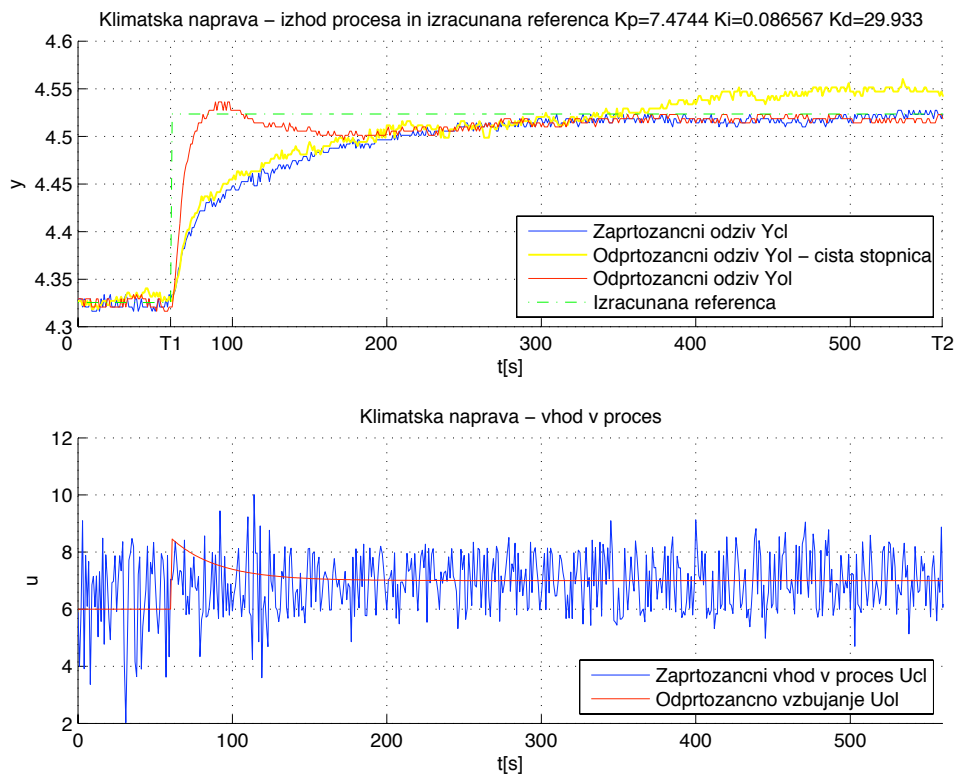 Klimatska naprava – izhod procesa in izracunana referenca Kp=7.4744 Ki=0.086567 Kd=29.933
4.6
4.55
4.5
4.45
4.4
4.35
4.3
y
Zaprtozancni odziv Ycl
Odprtozancni odziv Yol – cista stopnica
Odprtozancni odziv Yol
Izracunana referenca
0 T1 100 200 300 400 500 T2
t[s]
Klimatska naprava – vhod v proces
12
10
8
6
4
2
u
Zaprtozancni vhod v proces Ucl
Odprtozancno vzbujanje Uol
0 100 200 300 400 500
t[s]